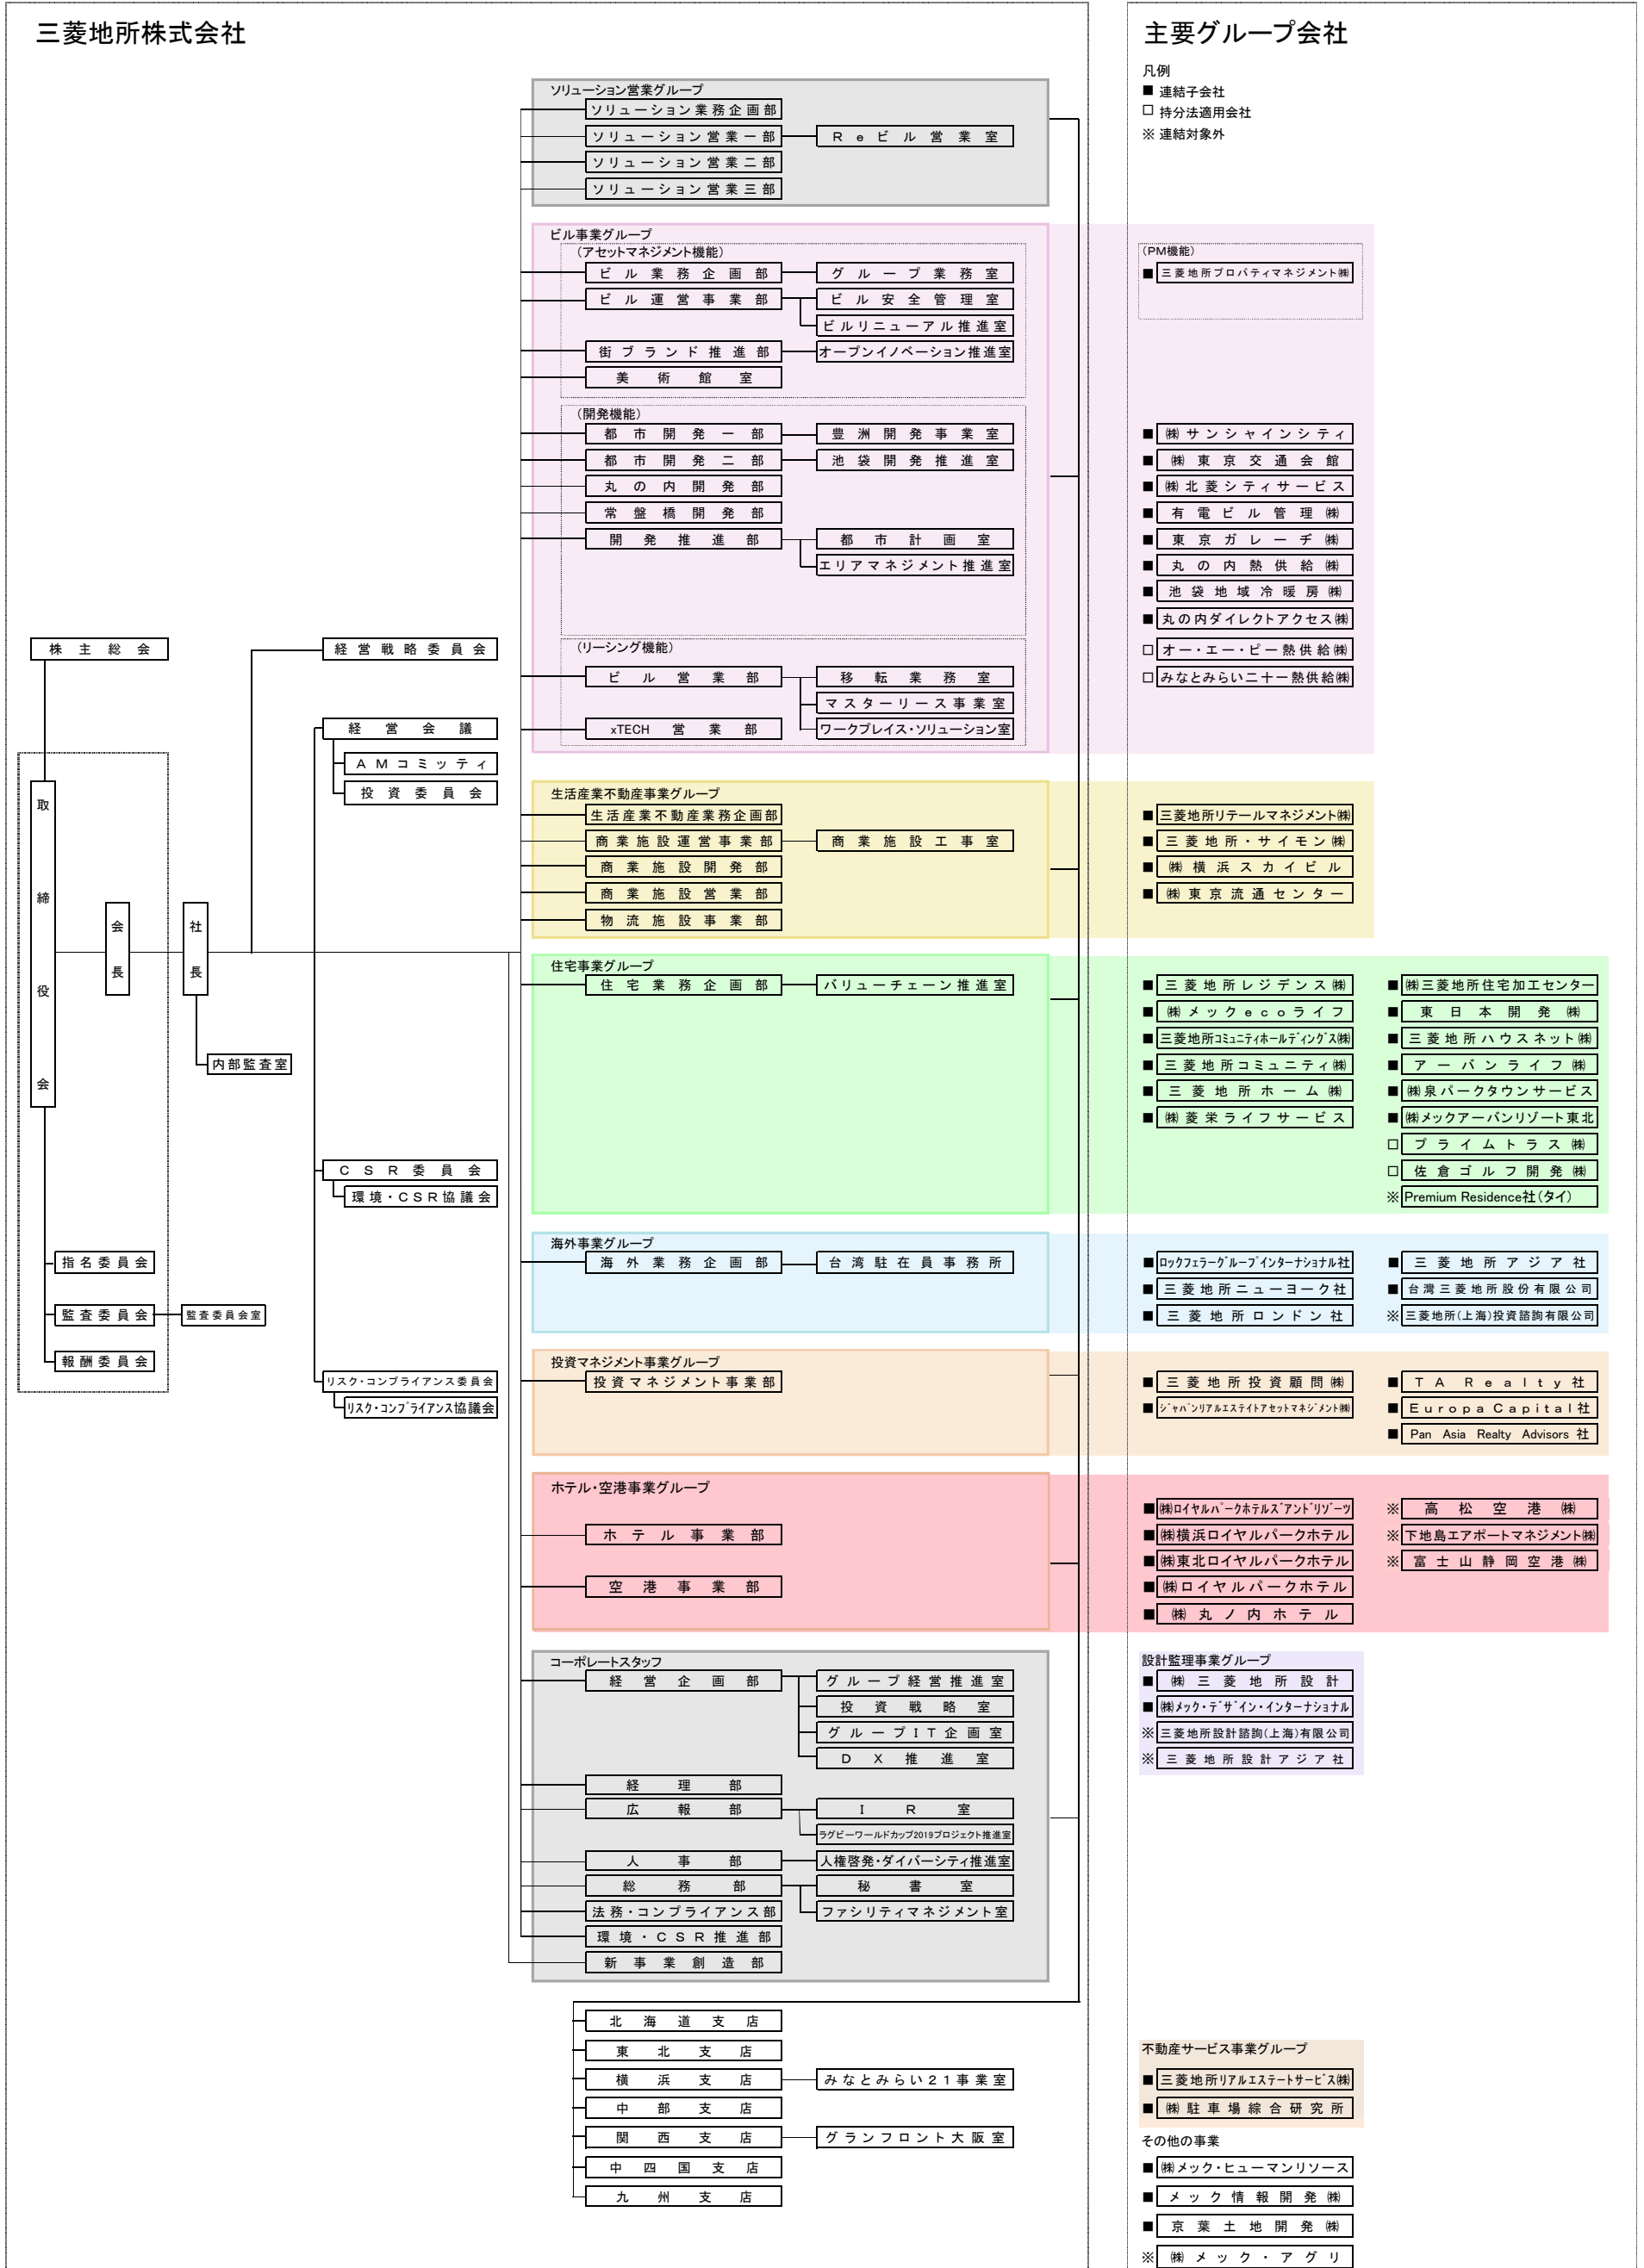 三菱地所株式会社
株主総会
取締役会
会長
社長
内部監査室
指名委員会
監査委員会
監査委員会室
報酬委員会
経営戦略委員会
経営会議
AMコミッティ
投資委員会
CSR委員会
環境・CSR協議会
リスク・コンプライアンス委員会
リスク・コンプライアンス協議会
ソリューション営業グループ
ソリューション業務企画部
ソリューション営業一部
Reビル営業室
ソリューション営業二部
ソリューション営業三部
ビル事業グループ
(アセットマネジメント機能)
ビル業務企画部
グループ業務室
ビル運営事業部
ビル安全管理室
ビルリニューアル推進室
街ブランド推進部
オープンイノベーション推進室
美術館室
(開発機能)
都市開発一部
豊洲開発事業室
都市開発二部
池袋開発推進室
丸の内開発部
常盤橋開発部
開発推進部
都市計画室
エリアマネジメント推進室
(リーシング機能)
ビル営業部
移転業務室
マスターリース事業室
xTECH営業部
ワークプレイス・ソリューション室
生活産業不動産事業グループ
生活産業不動産業務企画部
商業施設運営事業部
商業施設工事室
商業施設開発部
商業施設営業部
物流施設事業部
住宅事業グループ
住宅業務企画部
バリューチェーン推進室
海外事業グループ
海外業務企画部
台湾駐在員事務所
投資マネジメント事業グループ
投資マネジメント事業部
ホテル・空港事業グループ
ホテル事業部
空港事業部
コーポレートスタッフ
経営企画部
グループ経営推進室
投資戦略室
グループIT企画室
DX推進室
経理部
広報部
IR室
ラグビーワールドカップ2019プロジェクト推進室
人事部
人権啓発・ダイバーシティ推進室
総務部
秘書室
ファシリティマネジメント室
法務・コンプライアンス部
環境・CSR推進部
新事業創造部
北海道支店
東北支店
横浜支店
みなとみらい21事業室
中部支店
関西支店
グランフロント大阪室
中四国支店
九州支店
主要グループ会社
凡例
■ 連結子会社
□ 持分法適用会社
※ 連結対象外
(PM機能)
■三菱地所プロパティマネジメント㈱
■㈱サンシャインシティ
■㈱東京交通会館
■㈱北菱シティサービス
■有電ビル管理㈱
■東京ガレーヂ㈱
■丸の内熱供給㈱
■池袋地域冷暖房㈱
■丸の内ダイレクトアクセス㈱
□オー・エー・ピー熱供給㈱
□みなとみらい二十一熱供給㈱
■三菱地所リテールマネジメント㈱
■三菱地所・サイモン㈱
■㈱横浜スカイビル
■㈱東京流通センター
■三菱地所レジデンス㈱
■㈱三菱地所住宅加工センター
■㈱メックecoライフ
■東日本開発㈱
■三菱地所コミュニティホールディングス㈱
■三菱地所ハウスネット㈱
■三菱地所コミュニティ㈱
■アーバンライフ㈱
■三菱地所ホーム㈱
■㈱泉パークタウンサービス
■㈱菱栄ライフサービス
■㈱メックアーバンリゾート東北
□プライムトラス㈱
□佐倉ゴルフ開発㈱
※Premium Residence社(タイ)
■ロックフェラーグループインターナショナル社
■三菱地所アジア社
■三菱地所ニューヨーク社
■台湾三菱地所股份有限公司
■三菱地所ロンドン社
※三菱地所(上海)投資諮詢有限公司
■三菱地所投資顧問㈱
■TA Realty社
■ジャパンリアルエステイトアセットマネジメント㈱
■Europa Capital社
■Pan Asia Realty Advisors 社
■㈱ロイヤルパークホテルズアンドリゾーツ
※高松空港㈱
■㈱横浜ロイヤルパークホテル
※下地島エアポートマネジメント㈱
■㈱東北ロイヤルパークホテル
※富士山静岡空港㈱
■㈱ロイヤルパークホテル
■㈱丸ノ内ホテル
設計監理事業グループ
■㈱三菱地所設計
■㈱メック・デザイン・インターナショナル
※三菱地所設計諮詢(上海)有限公司
※三菱地所設計アジア社
不動産サービス事業グループ
■三菱地所リアルエステートサービス㈱
■㈱駐車場綜合研究所
その他の事業
■㈱メック・ヒューマンリソース
■メック情報開発㈱
■京葉土地開発㈱
※㈱メック・アグリ